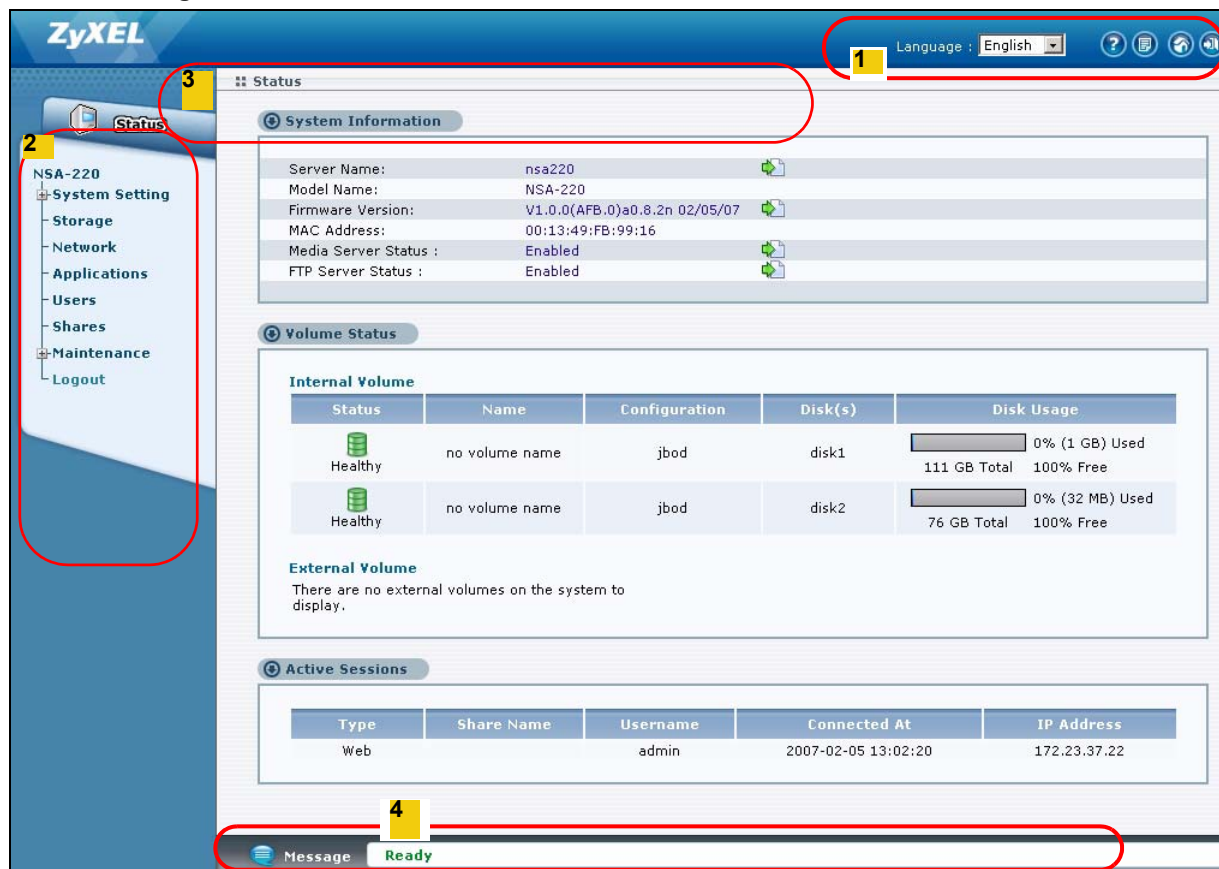 ZyXEL
Language : English
1
3
Status
Status
2
NSA-220
System Setting
Storage
Network
Applications
Users
Shares
Maintenance
Logout
System Information
Server Name: nsa220
Model Name: NSA-220
Firmware Version: V1.0.0(AFB.0)a0.8.2n 02/05/07
MAC Address: 00:13:49:FB:99:16
Media Server Status : Enabled
FTP Server Status : Enabled
Volume Status
Internal Volume
Status Name Configuration Disk(s) Disk Usage
Healthy no volume name jbod disk1 0% (1 GB) Used
111 GB Total 100% Free
Healthy no volume name jbod disk2 0% (32 MB) Used
76 GB Total 100% Free
External Volume
There are no external volumes on the system to
display.
Active Sessions
Type Share Name Username Connected At IP Address
Web admin 2007-02-05 13:02:20 172.23.37.22
4
Message Ready